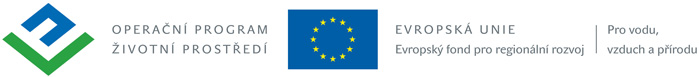 OPERAČNÍ PROGRAM
ŽIVOTNÍ PROSTŘEDÍ
EVROPSKÁ UNIE
Evropský fond pro regionální rozvoj
Pro vodu,
vzduch a přírodu